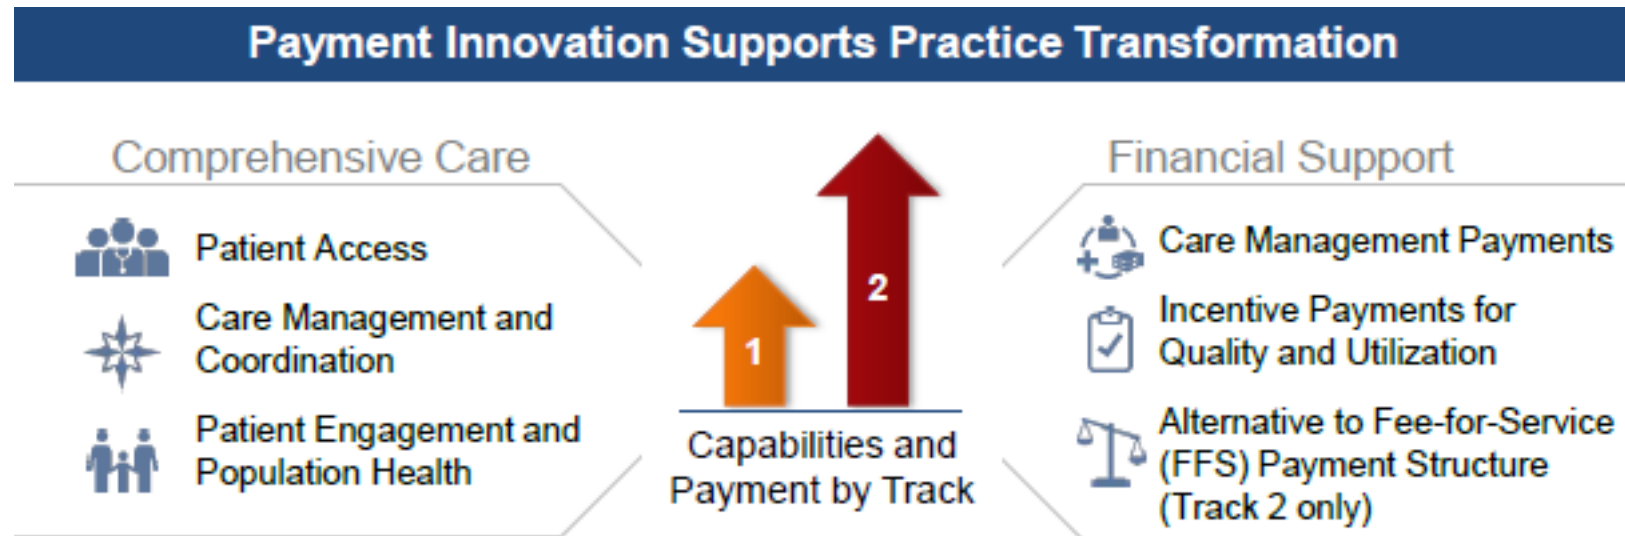 Payment Innovation Supports Practice Transformation
Comprehensive Care
Patient Access
Care Management and
Coordination
Patient Engagement and
Population Health
1
2
Capabilities and
Payment by Track
Financial Support
Care Management Payments
Incentive Payments for
Quality and Utilization
Alternative to Fee-for-Service
(FFS) Payment Structure
(Track 2 only)